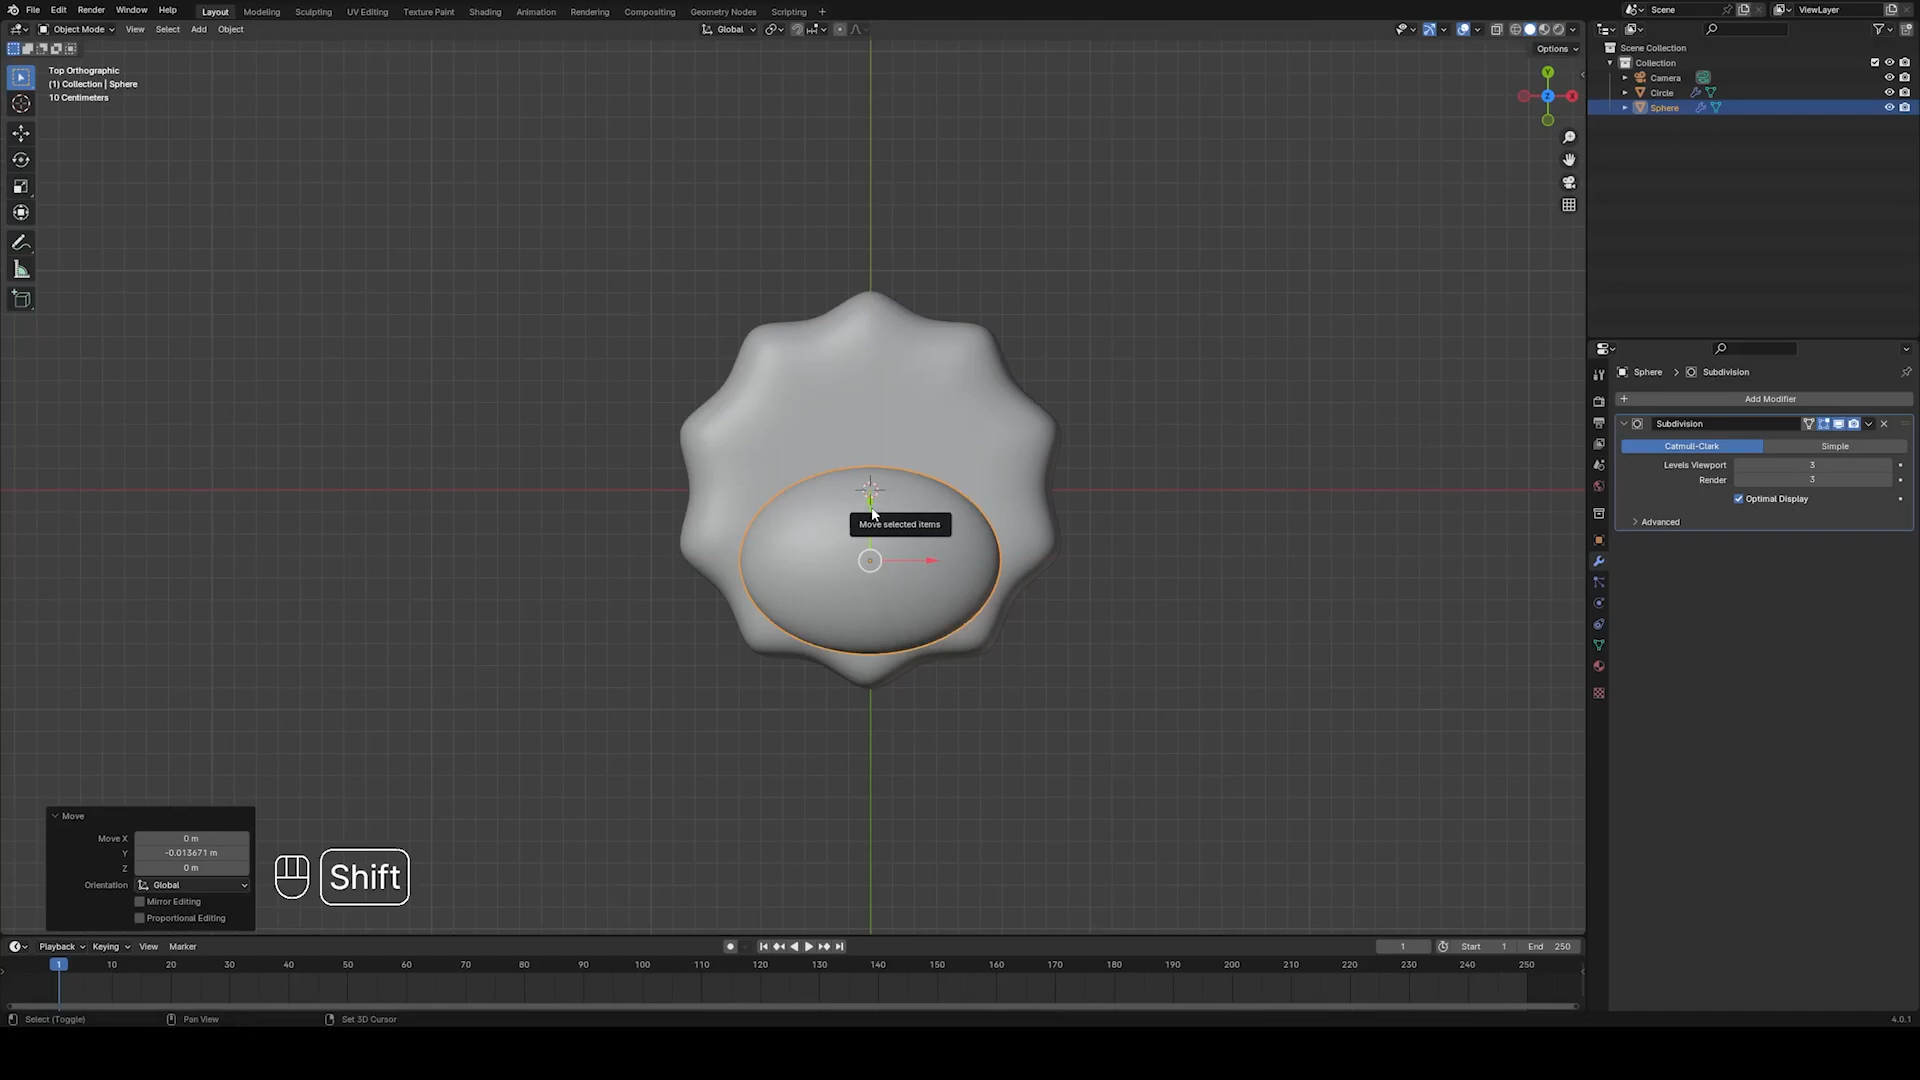 File Edit Render Window Help Layout Modeling Sculpting UV Editing Texture Paint Shading Animation Rendering Compositing Geometry Nodes Scripting + Scene ViewLayer
Object Mode View Select Add Object Global
Options
Top Orthographic
(1) Collection | Sphere
10 Centimeters
Y
Z
X
Scene Collection
Collection
Camera
Circle
Sphere
Move selected items
Sphere > Subdivision
+ Add Modifier
Subdivision
Catmull-Clark Simple
Levels Viewport 3
Render 3
Optimal Display
Advanced
Move
Move X 0 m
Y -0.013671 m
Z 0 m
Orientation Global
Mirror Editing
Proportional Editing
Shift
Playback Keying View Marker 1 Start 1 End 250
1 10 20 30 40 50 60 70 80 90 100 110 120 130 140 150 160 170 180 190 200 210 220 230 240 250
Select (Toggle) Pan View Set 3D Cursor 4.0.1